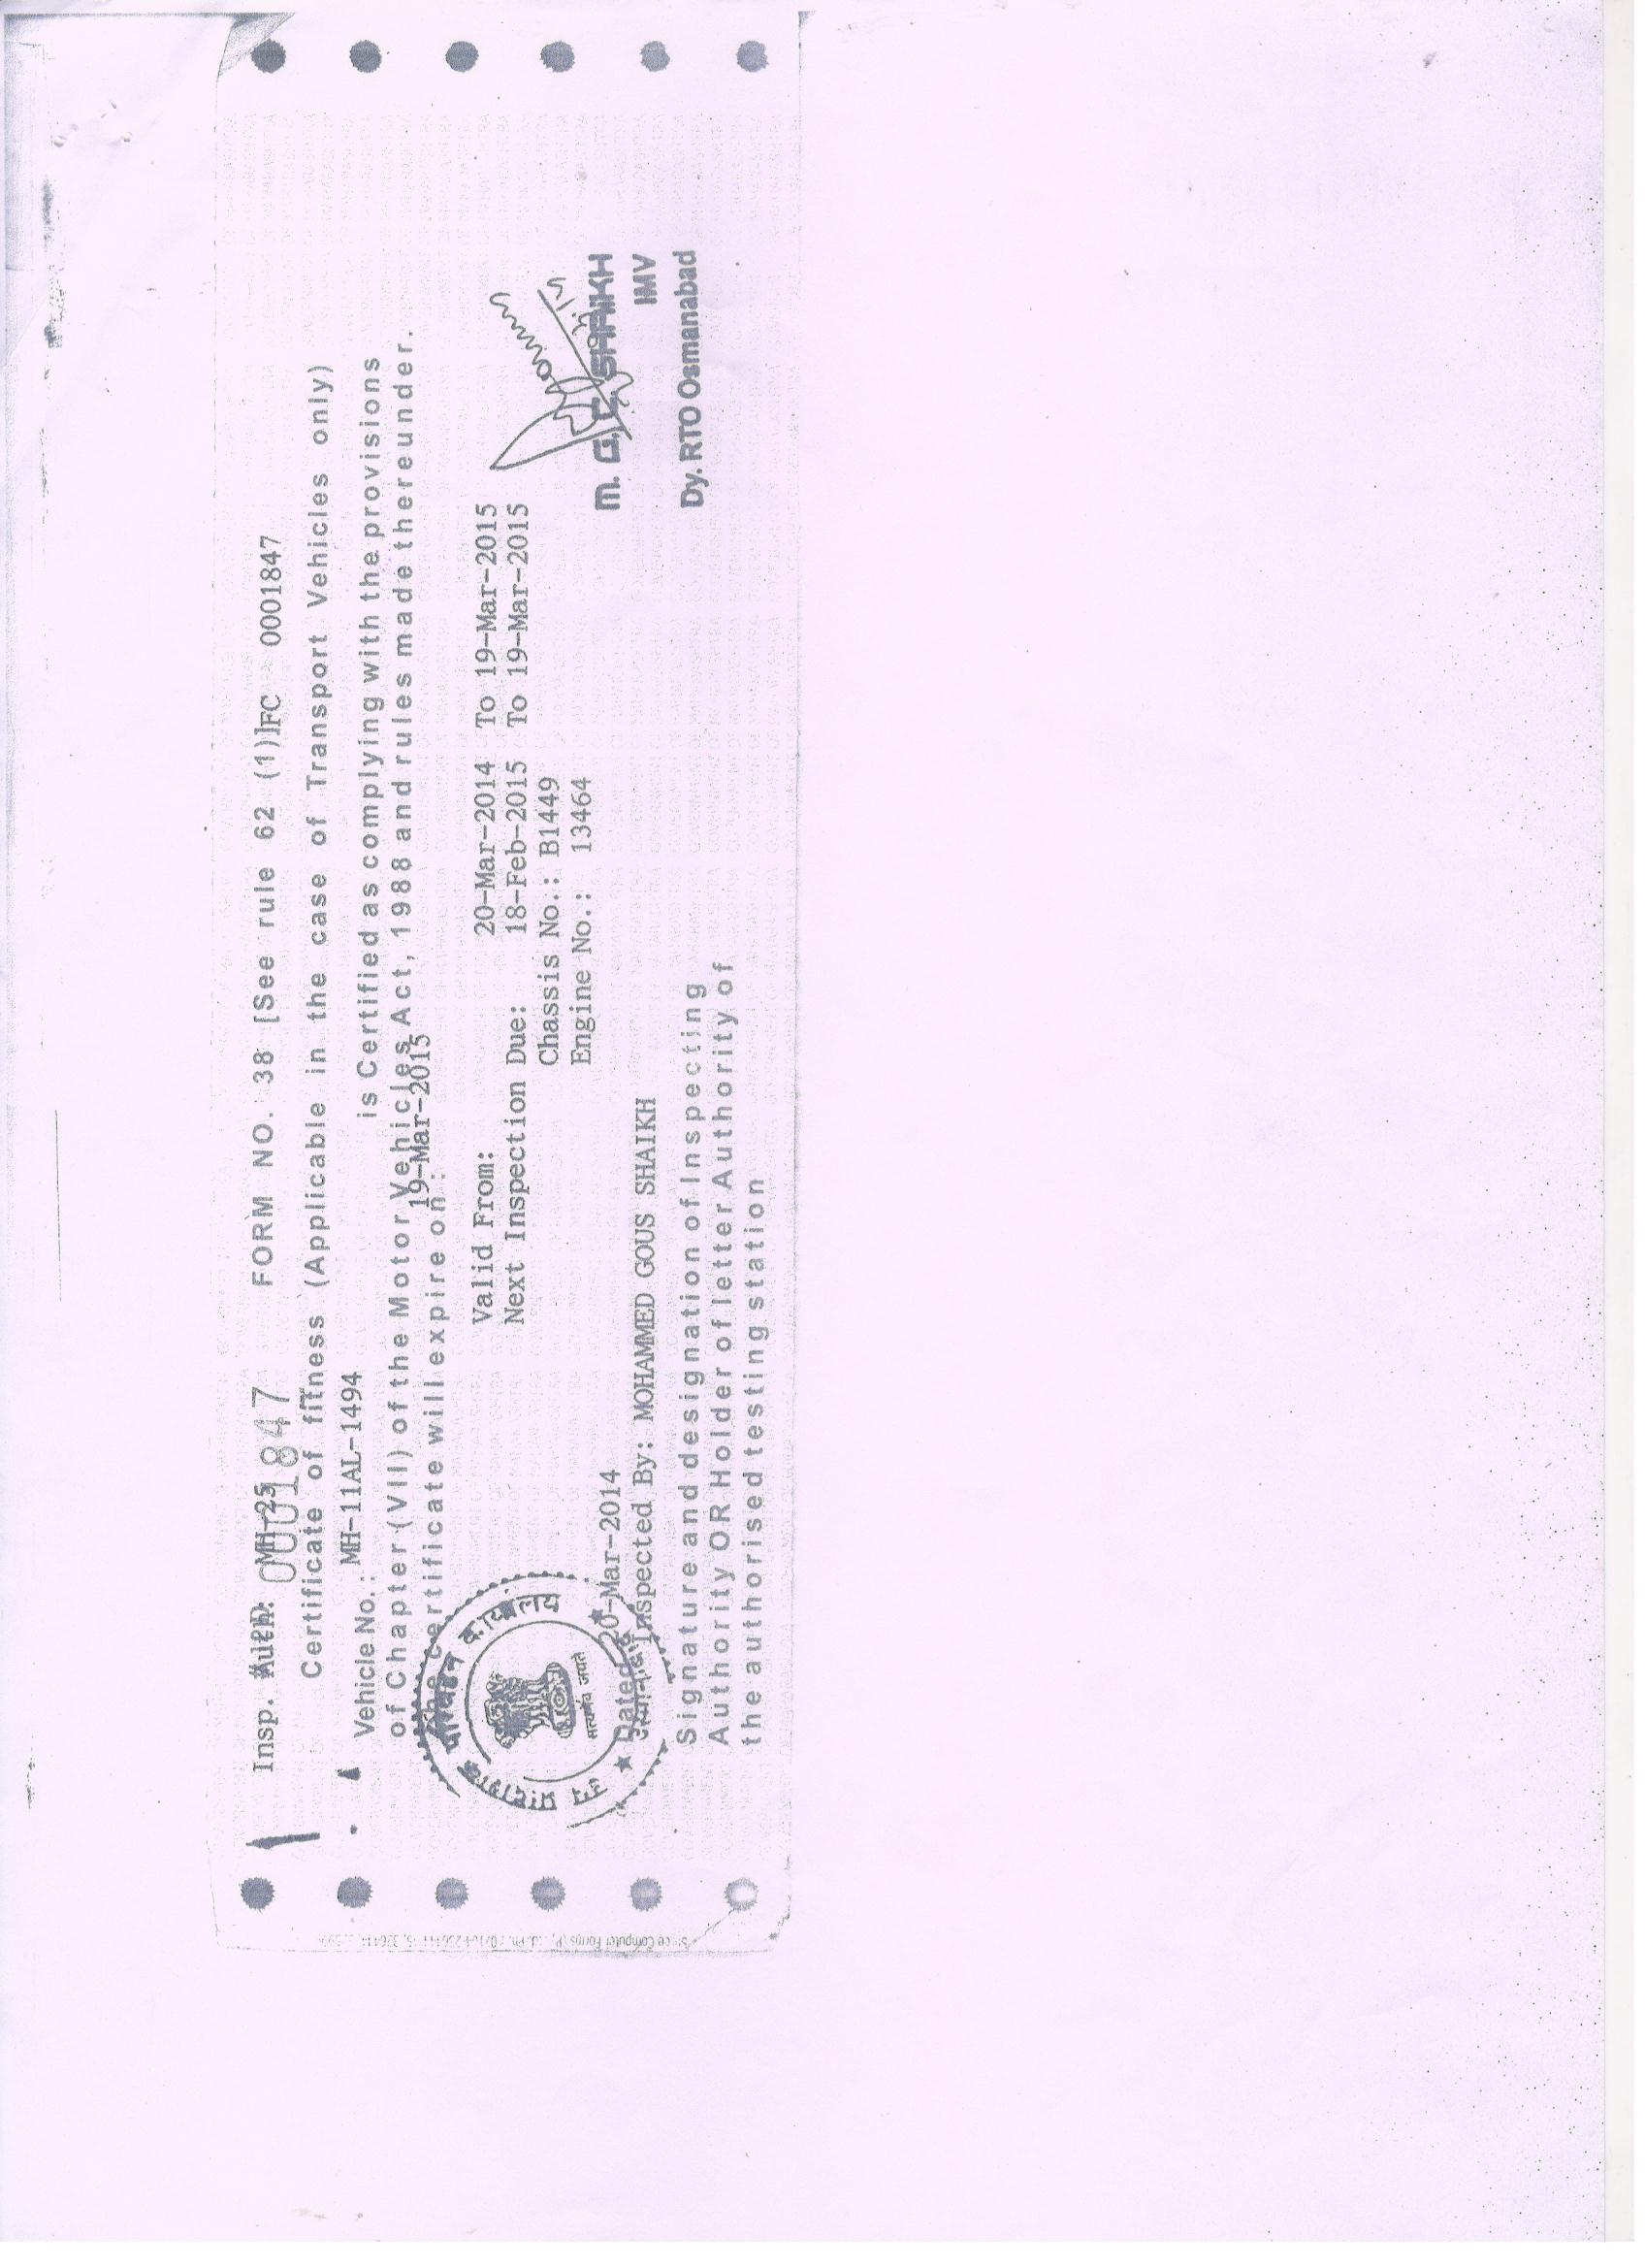 Insp. Auth: MH-25
0001847
FORM NO. 38 [See rule 62 (1)]FC 0001847
Certificate of fitness (Applicable in the case of Transport Vehicles only)
Vehicle No.: MH-11AL-1494 is Certified as complying with the provisions
of Chapter (VII) of the Motor Vehicles Act, 1988 and rules made thereunder.
The certificate will expire on : 19-Mar-2015
Valid From: 20-Mar-2014 To 19-Mar-2015
Next Inspection Due: 18-Feb-2015 To 19-Mar-2015
Chassis No.: B1449
Engine No.: 13464
परिवहन कार्यालय
सत्यमेव जयते
उस्मानाबाद
M. G. SHAIKH
IMV
Dy. RTO Osmanabad
Dated 20-Mar-2014
Inspected By: MOHAMMED GOUS SHAIKH
Signature and designation of Inspecting
Authority OR Holder of letter Authority of
the authorised testing station
Computer Forms